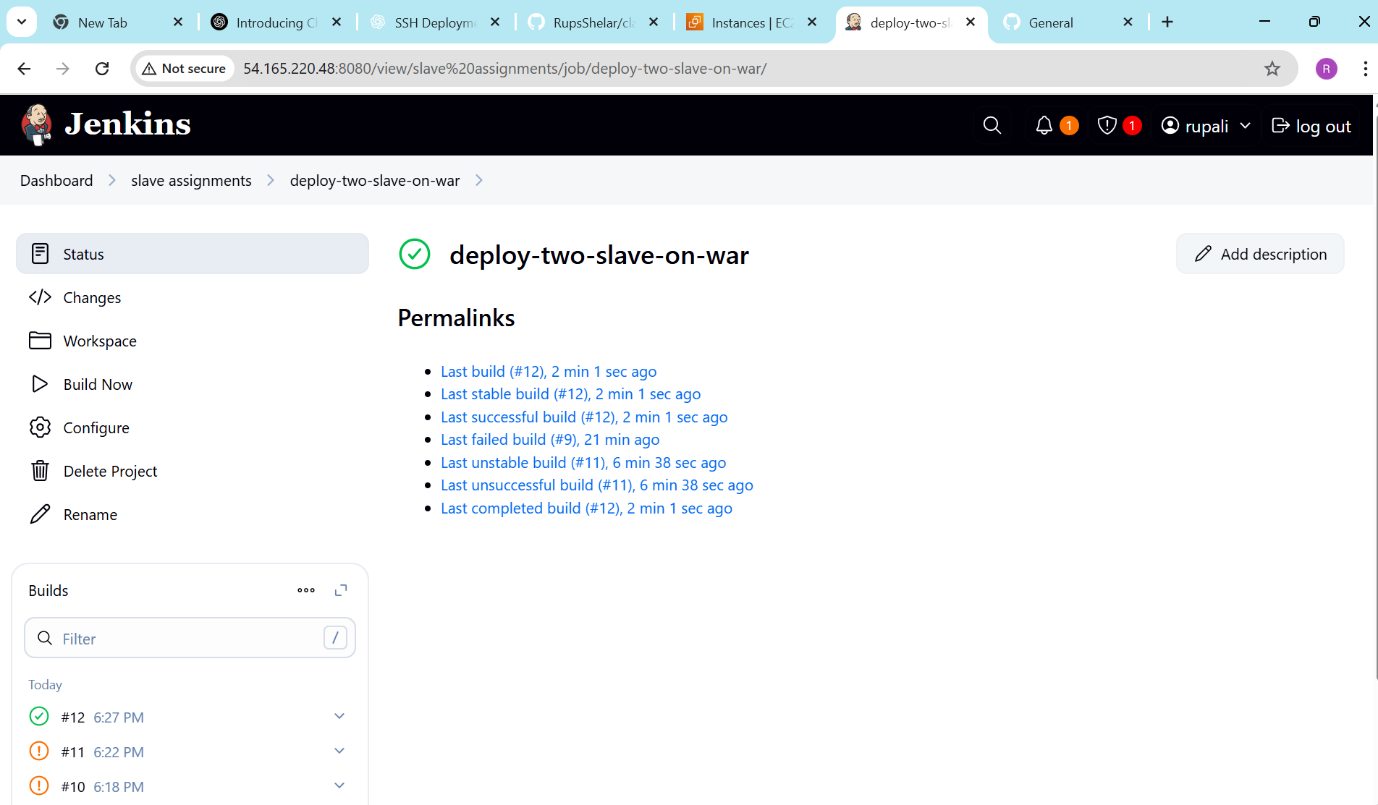 New Tab
Introducing Ch
SSH Deployme
RupsShelar/cla
Instances | EC2
deploy-two-sl
General
Not secure
54.165.220.48:8080/view/slave%20assignments/job/deploy-two-slave-on-war/
R
Jenkins
1
1
rupali
log out
Dashboard
slave assignments
deploy-two-slave-on-war
Status
Changes
Workspace
Build Now
Configure
Delete Project
Rename
deploy-two-slave-on-war
Add description
Permalinks
Last build (#12), 2 min 1 sec ago
Last stable build (#12), 2 min 1 sec ago
Last successful build (#12), 2 min 1 sec ago
Last failed build (#9), 21 min ago
Last unstable build (#11), 6 min 38 sec ago
Last unsuccessful build (#11), 6 min 38 sec ago
Last completed build (#12), 2 min 1 sec ago
Builds
Filter
/
Today
#12 6:27 PM
#11 6:22 PM
#10 6:18 PM